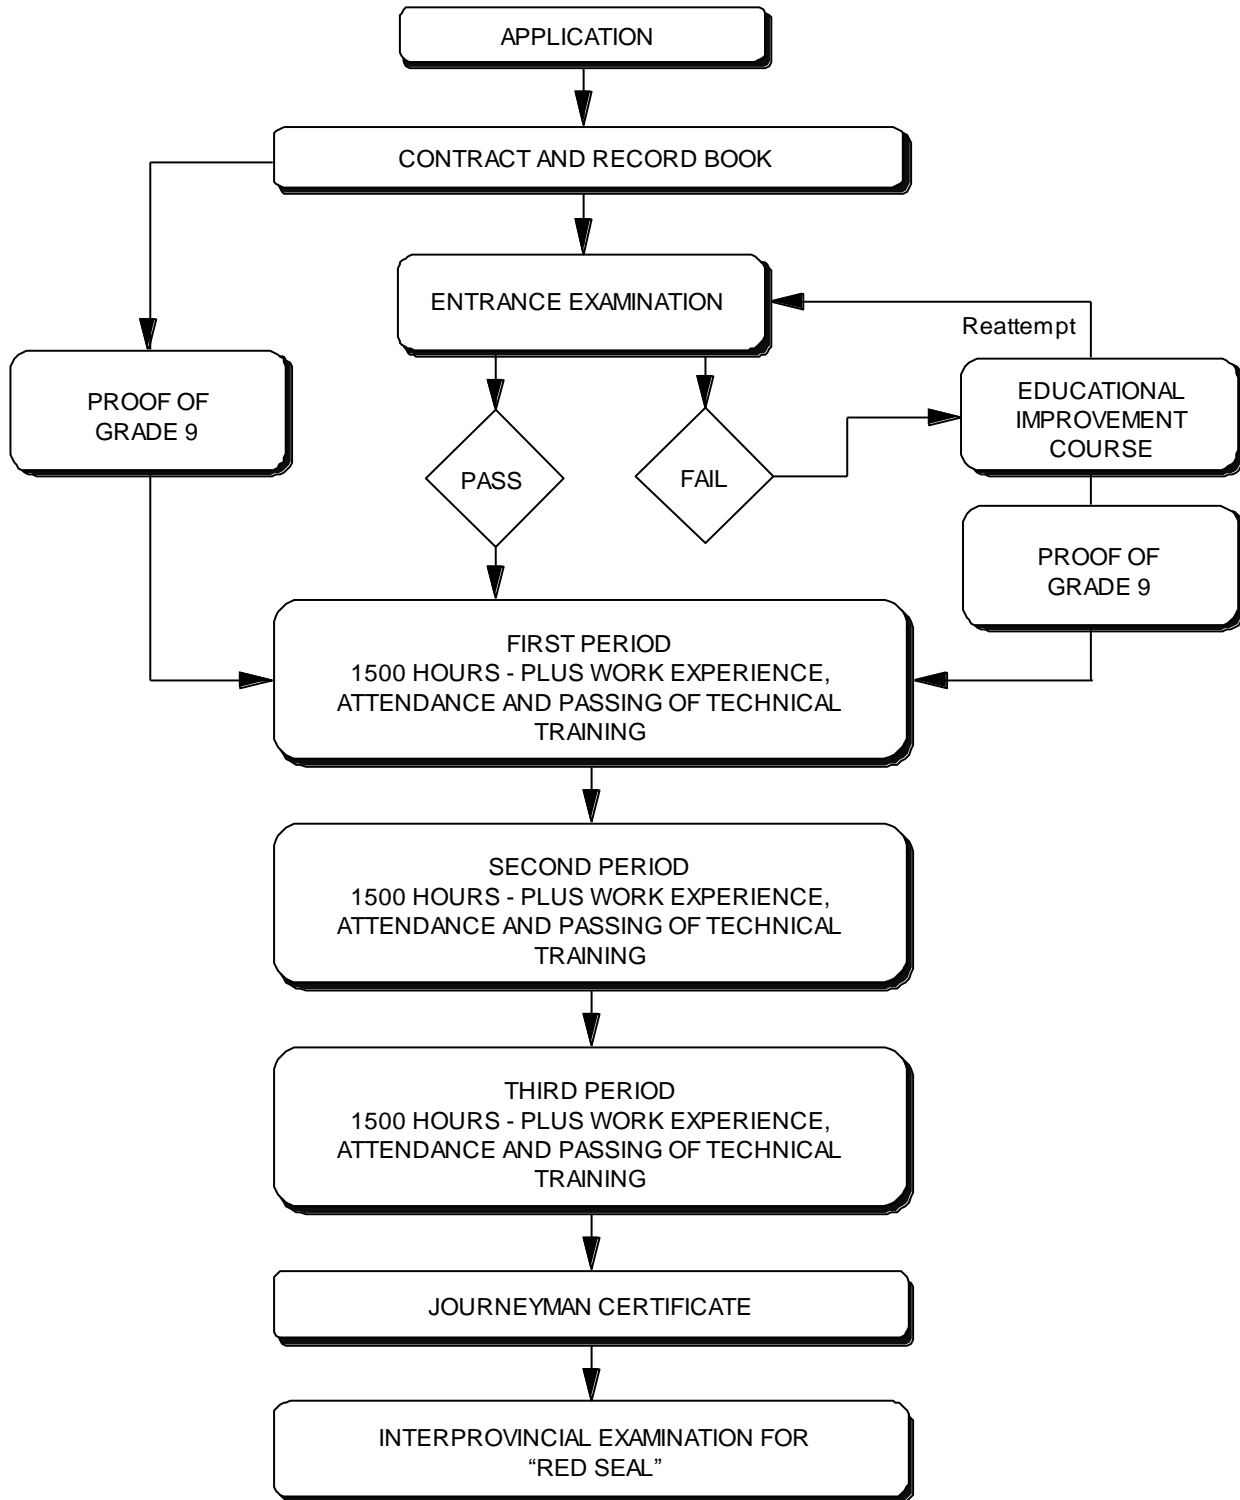 APPLICATION
CONTRACT AND RECORD BOOK
ENTRANCE EXAMINATION
Reattempt
PROOF OF
GRADE 9
EDUCATIONAL
IMPROVEMENT
COURSE
PASS
FAIL
PROOF OF
GRADE 9
FIRST PERIOD
1500 HOURS - PLUS WORK EXPERIENCE,
ATTENDANCE AND PASSING OF TECHNICAL
TRAINING
SECOND PERIOD
1500 HOURS - PLUS WORK EXPERIENCE,
ATTENDANCE AND PASSING OF TECHNICAL
TRAINING
THIRD PERIOD
1500 HOURS - PLUS WORK EXPERIENCE,
ATTENDANCE AND PASSING OF TECHNICAL
TRAINING
JOURNEYMAN CERTIFICATE
INTERPROVINCIAL EXAMINATION FOR
“RED SEAL”